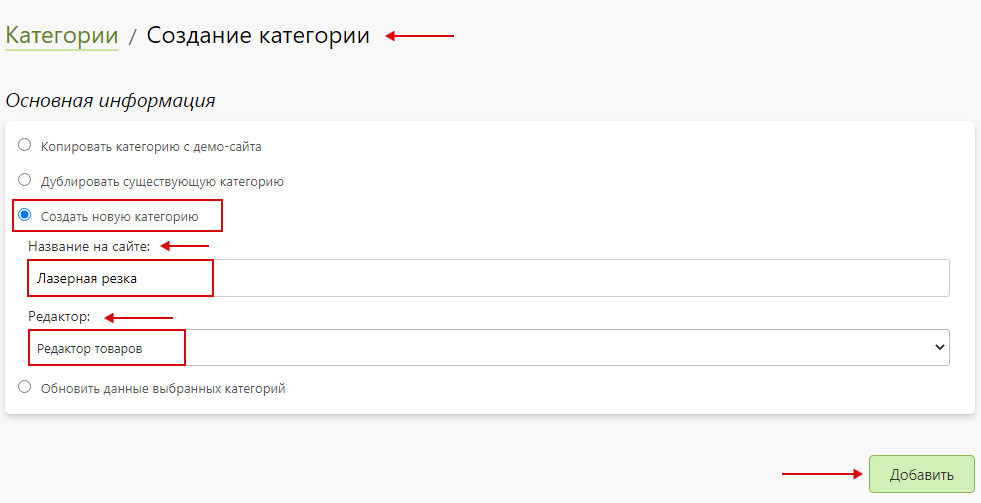 Категории / Создание категории
Основная информация
Копировать категорию с демо-сайта
Дублировать существующую категорию
Создать новую категорию
Название на сайте:
Лазерная резка
Редактор:
Редактор товаров
Обновить данные выбранных категорий
Добавить